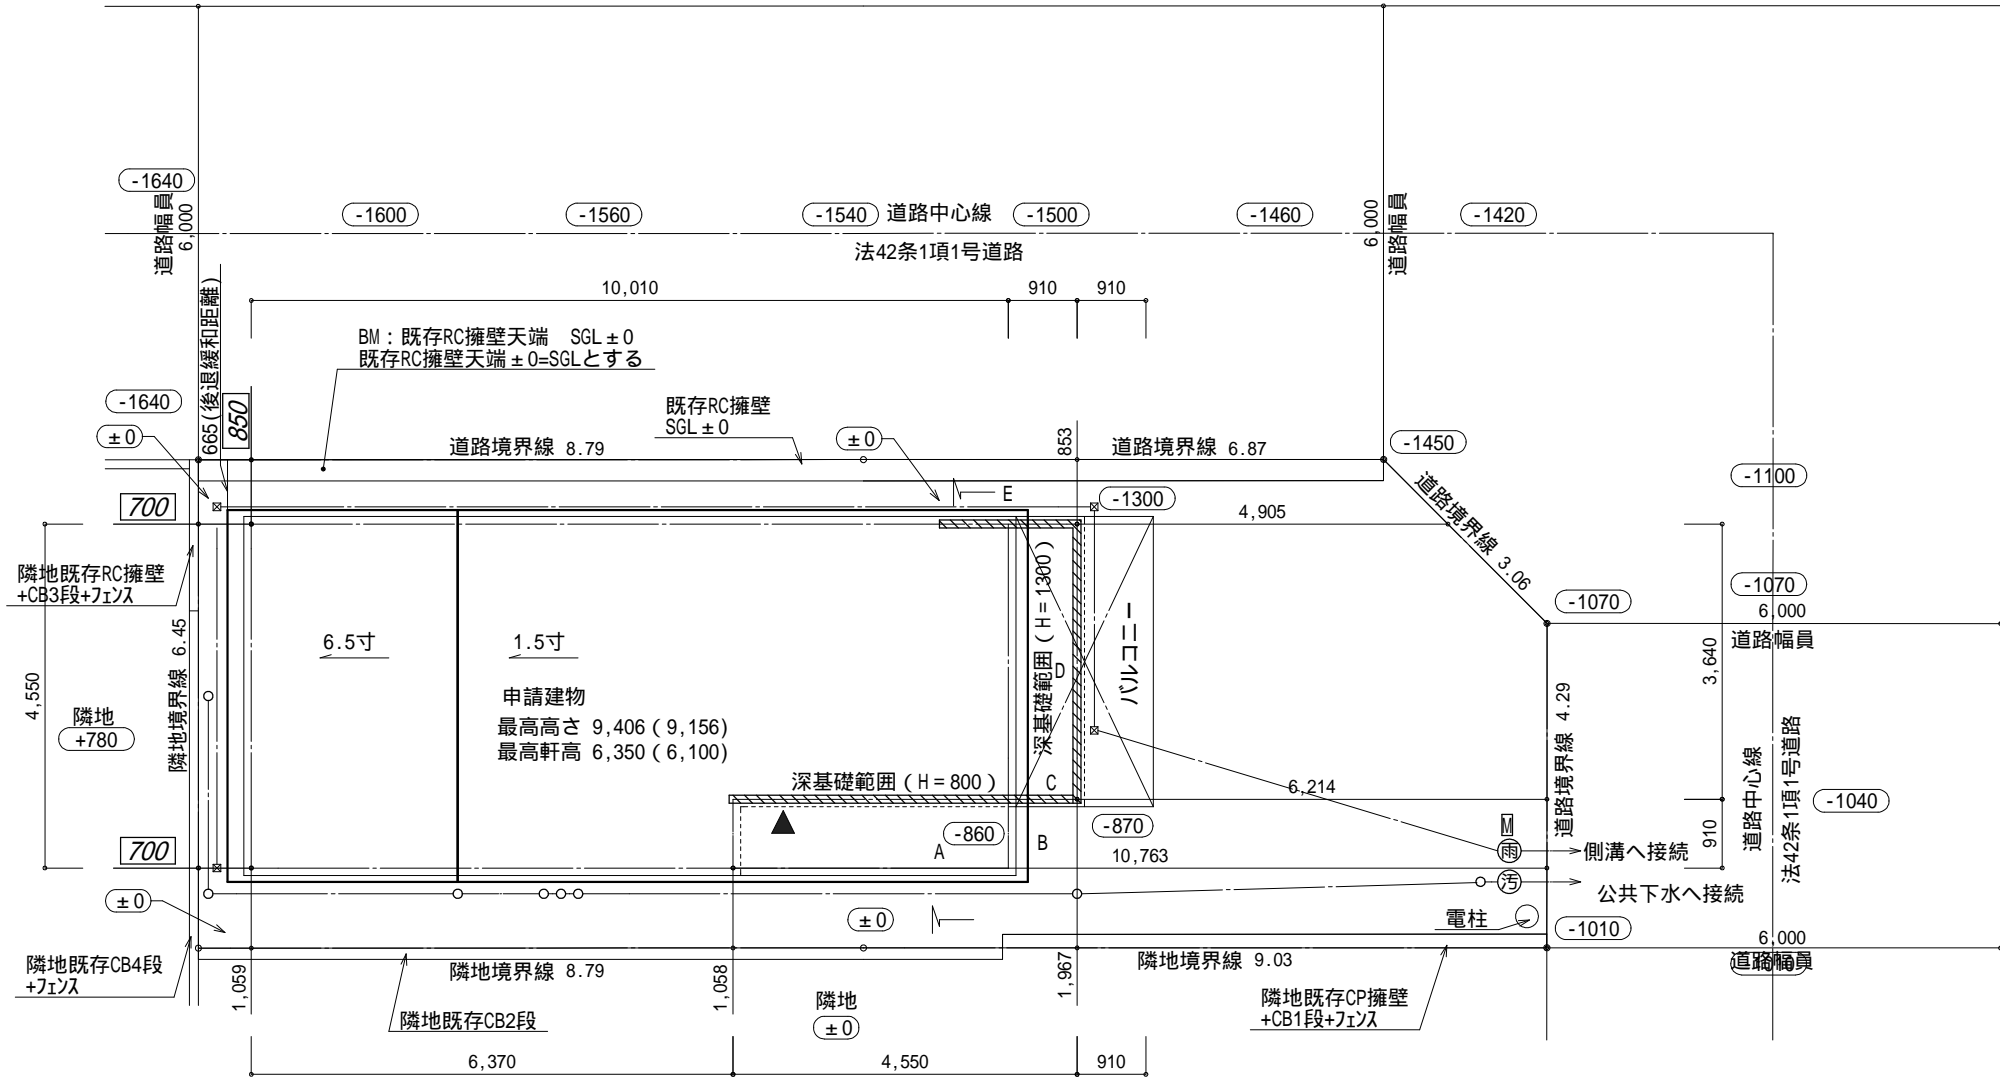 -1640
道路幅員
6,000
-1600
-1560
-1540
道路中心線
-1500
-1460
6,000
道路幅員
-1420
法42条1項1号道路
10,010
910
910
665(後退緩和距離)
BM：既存RC擁壁天端　SGL±0
既存RC擁壁天端±0=SGLとする
-1640
850
既存RC擁壁
SGL±0
±0
道路境界線 8.79
±0
853
道路境界線 6.87
-1450
-1100
道路境界線 3.06
700
E
-1300
4,905
隣地既存RC擁壁
+CB3段+フェンス
深基礎範囲（H=1300）
-1070
-1070
6,000
道路幅員
隣地境界線 6.45
6.5寸
1.5寸
D
バルコニー
3,640
4,550
申請建物
最高高さ 9,406（9,156）
最高軒高 6,350（6,100）
隣地
+780
道路境界線 4.29
道路中心線
法42条1項1号道路
深基礎範囲（H=800）
C
6,214
-1040
910
700
-860
A
B
-870
10,763
M
雨
側溝へ接続
汚
公共下水へ接続
±0
±0
電柱
-1010
6,000
道路幅員
隣地既存CB4段
+フェンス
1,059
隣地境界線 8.79
1,058
1,967
隣地境界線 9.03
隣地既存CB2段
隣地
±0
隣地既存CP擁壁
+CB1段+フェンス
6,370
4,550
910